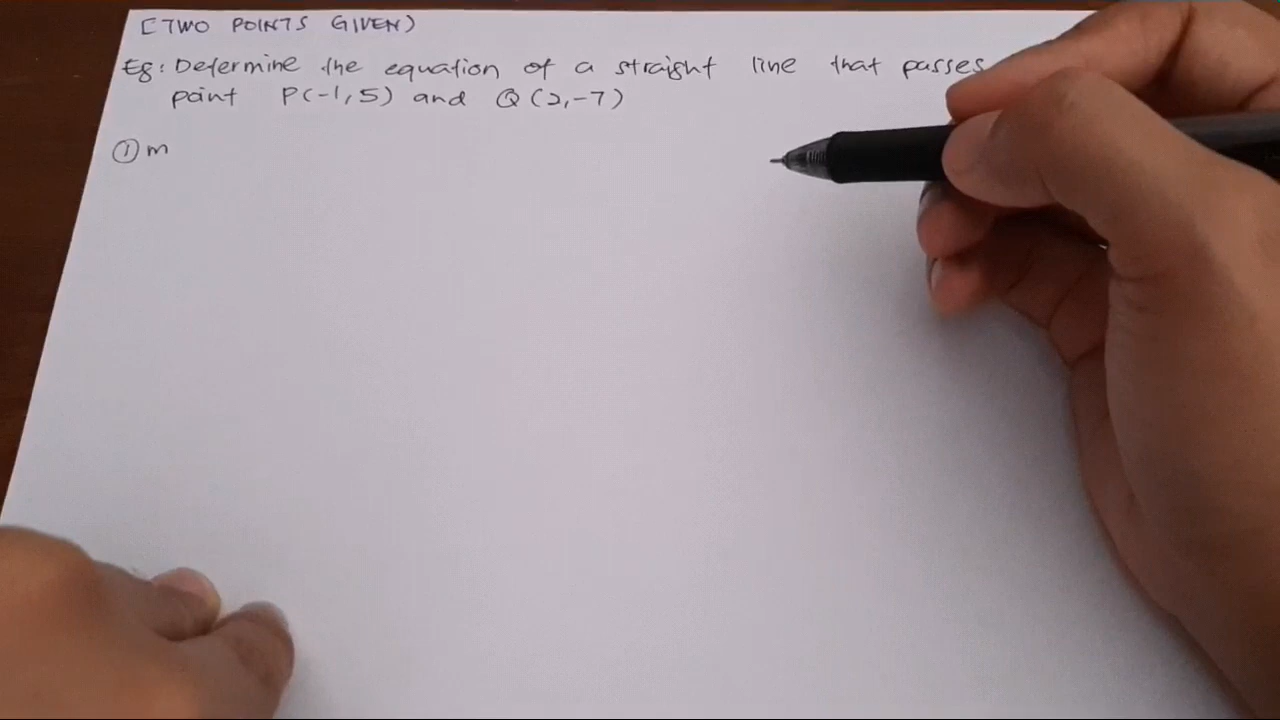 [TWO POINTS GIVEN)
Eg: Determine the equation of a straight line that passes
point P(-1,5) and Q(2,-7)
① m